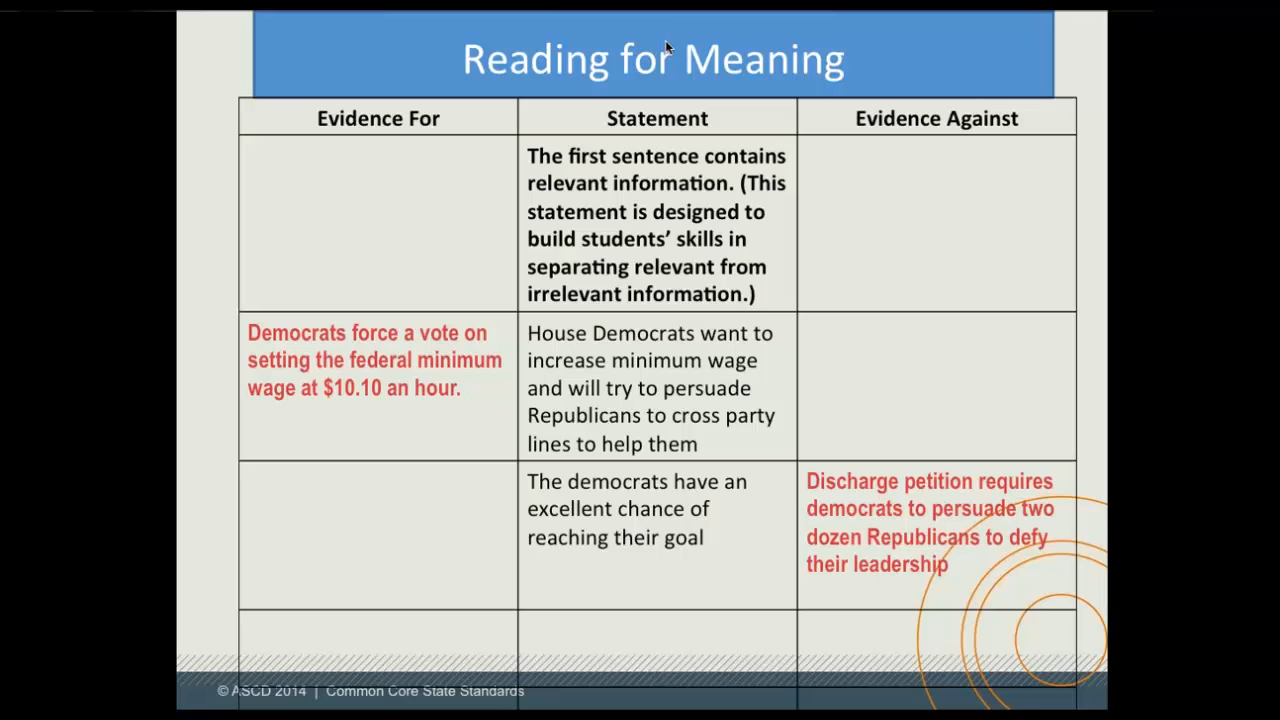 Reading for Meaning
Evidence For
Statement
Evidence Against
The first sentence contains
relevant information. (This
statement is designed to
build students’ skills in
separating relevant from
irrelevant information.)
Democrats force a vote on
setting the federal minimum
wage at $10.10 an hour.
House Democrats want to
increase minimum wage
and will try to persuade
Republicans to cross party
lines to help them
The democrats have an
excellent chance of
reaching their goal
Discharge petition requires
democrats to persuade two
dozen Republicans to defy
their leadership
© ASCD 2014 | Common Core State Standards